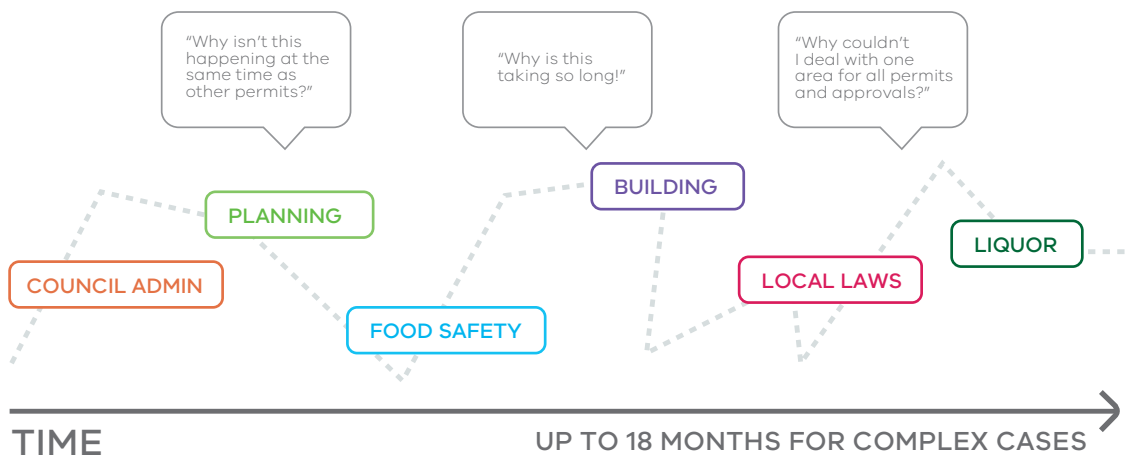 “Why isn’t this
happening at the
same time as
other permits?”
“Why is this
taking so long!”
“Why couldn’t
I deal with one
area for all permits
and approvals?”
COUNCIL ADMIN
PLANNING
FOOD SAFETY
BUILDING
LOCAL LAWS
LIQUOR
TIME
UP TO 18 MONTHS FOR COMPLEX CASES